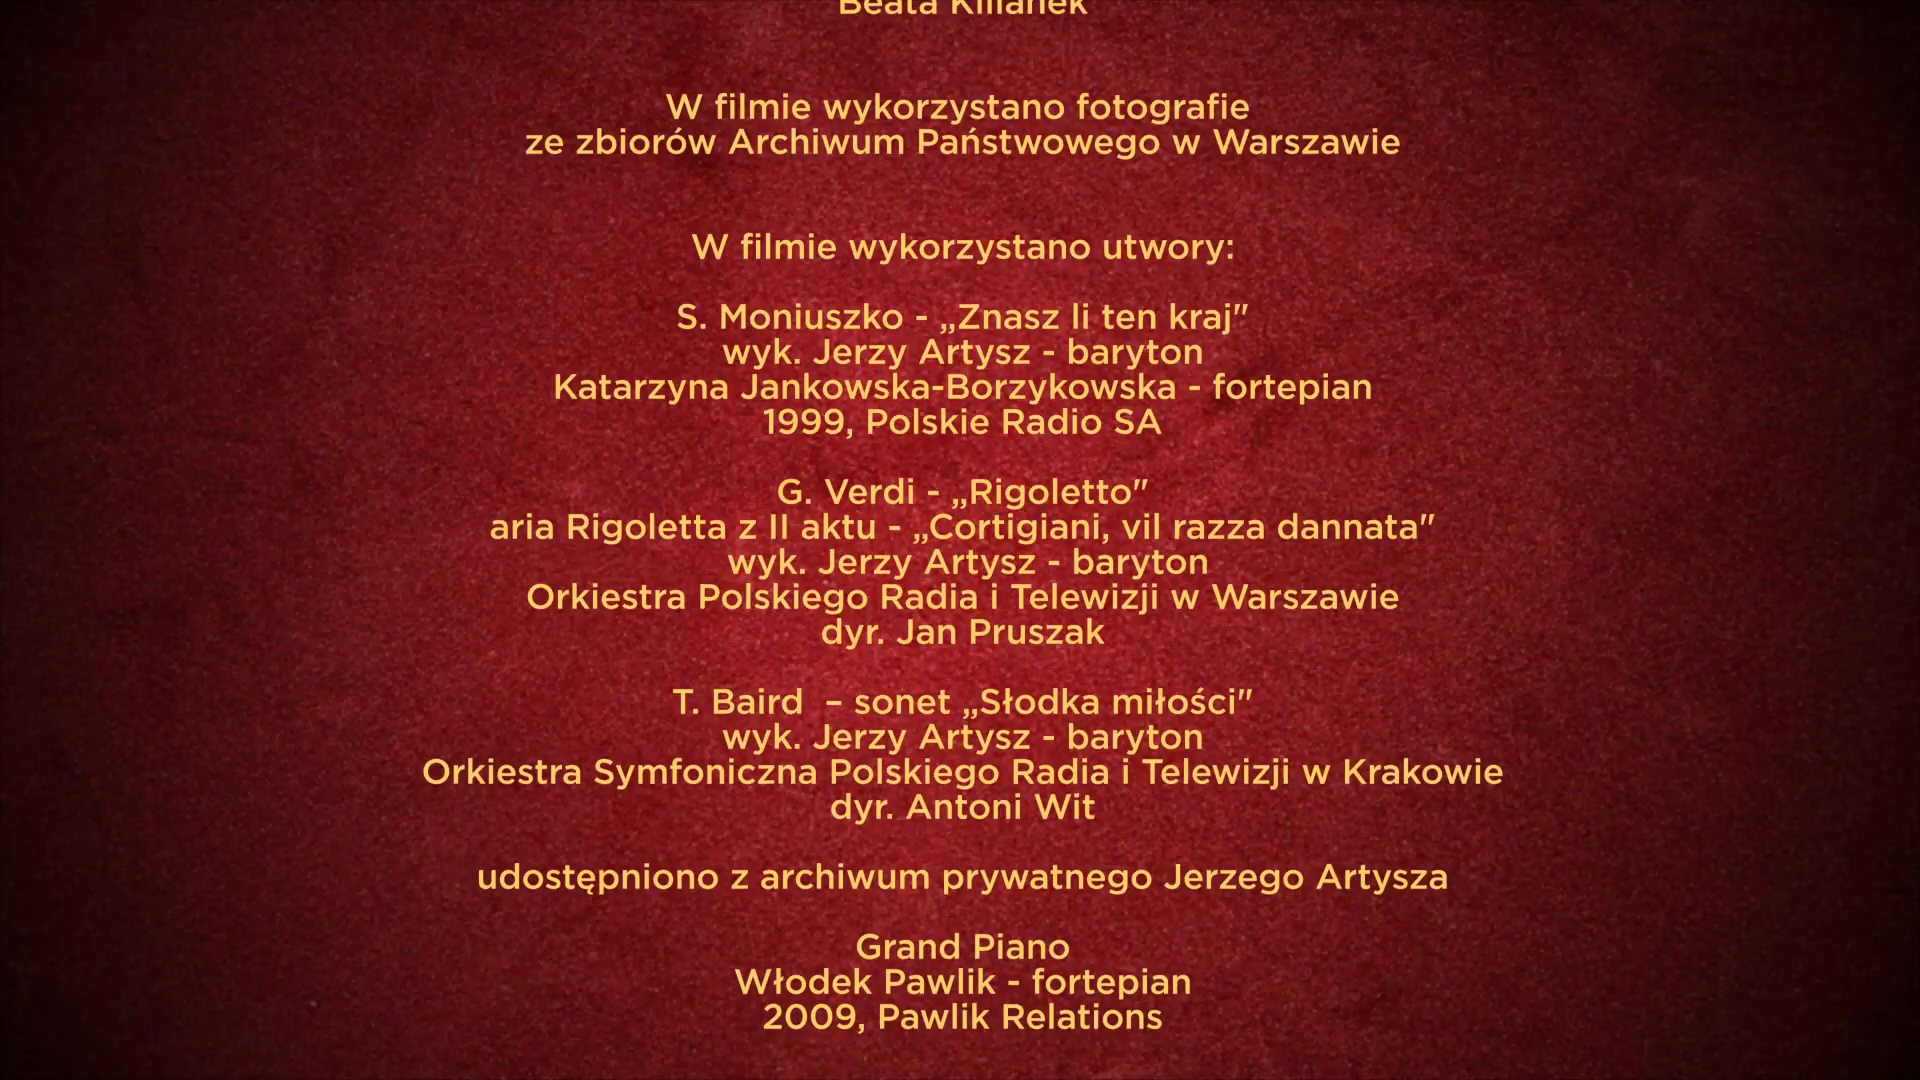 Beata Kilianek
W filmie wykorzystano fotografie
ze zbiorów Archiwum Państwowego w Warszawie
W filmie wykorzystano utwory:
S. Moniuszko - „Znasz li ten kraj"
wyk. Jerzy Artysz - baryton
Katarzyna Jankowska-Borzykowska - fortepian
1999, Polskie Radio SA
G. Verdi - „Rigoletto"
aria Rigoletta z II aktu - „Cortigiani, vil razza dannata"
wyk. Jerzy Artysz - baryton
Orkiestra Polskiego Radia i Telewizji w Warszawie
dyr. Jan Pruszak
T. Baird – sonet „Słodka miłości"
wyk. Jerzy Artysz - baryton
Orkiestra Symfoniczna Polskiego Radia i Telewizji w Krakowie
dyr. Antoni Wit
udostępniono z archiwum prywatnego Jerzego Artysza
Grand Piano
Włodek Pawlik - fortepian
2009, Pawlik Relations